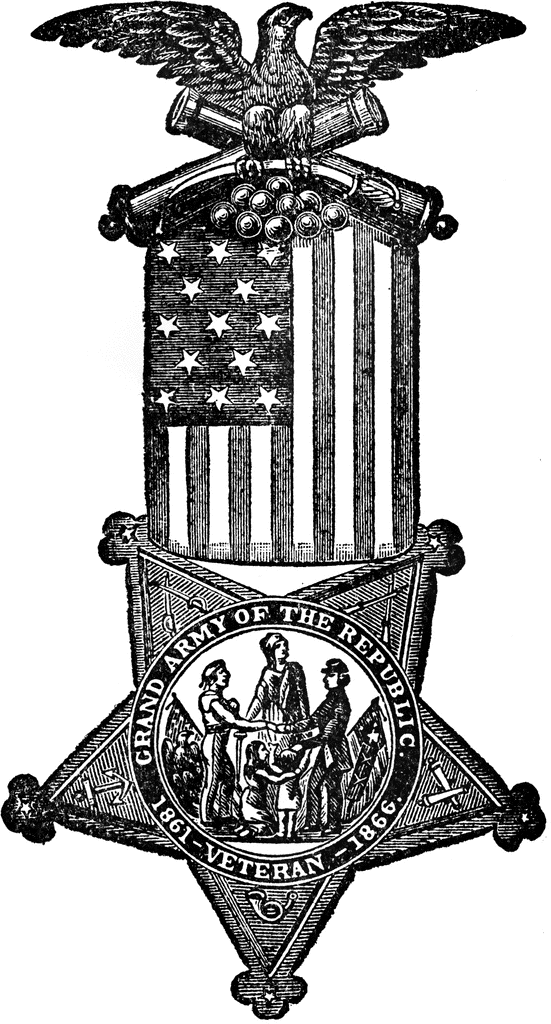 GRAND ARMY OF THE REPUBLIC
1861 - VETERAN - 1866.